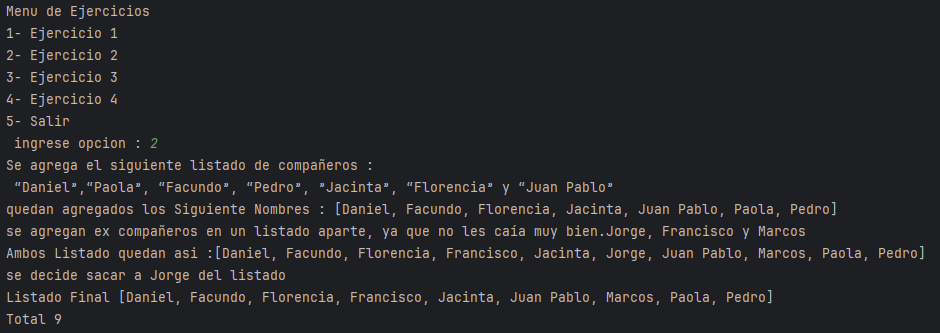 Menu de Ejercicios
1- Ejercicio 1
2- Ejercicio 2
3- Ejercicio 3
4- Ejercicio 4
5- Salir
ingrese opcion : 2
Se agrega el siguiente listado de compañeros :
“Daniel”,“Paola”, “Facundo”, “Pedro”, ”Jacinta”, “Florencia” y “Juan Pablo”
quedan agregados los Siguiente Nombres : [Daniel, Facundo, Florencia, Jacinta, Juan Pablo, Paola, Pedro]
se agregan ex compañeros en un listado aparte, ya que no les caía muy bien.Jorge, Francisco y Marcos
Ambos Listado quedan asi :[Daniel, Facundo, Florencia, Francisco, Jacinta, Jorge, Juan Pablo, Marcos, Paola, Pedro]
se decide sacar a Jorge del listado
Listado Final [Daniel, Facundo, Florencia, Francisco, Jacinta, Juan Pablo, Marcos, Paola, Pedro]
Total 9